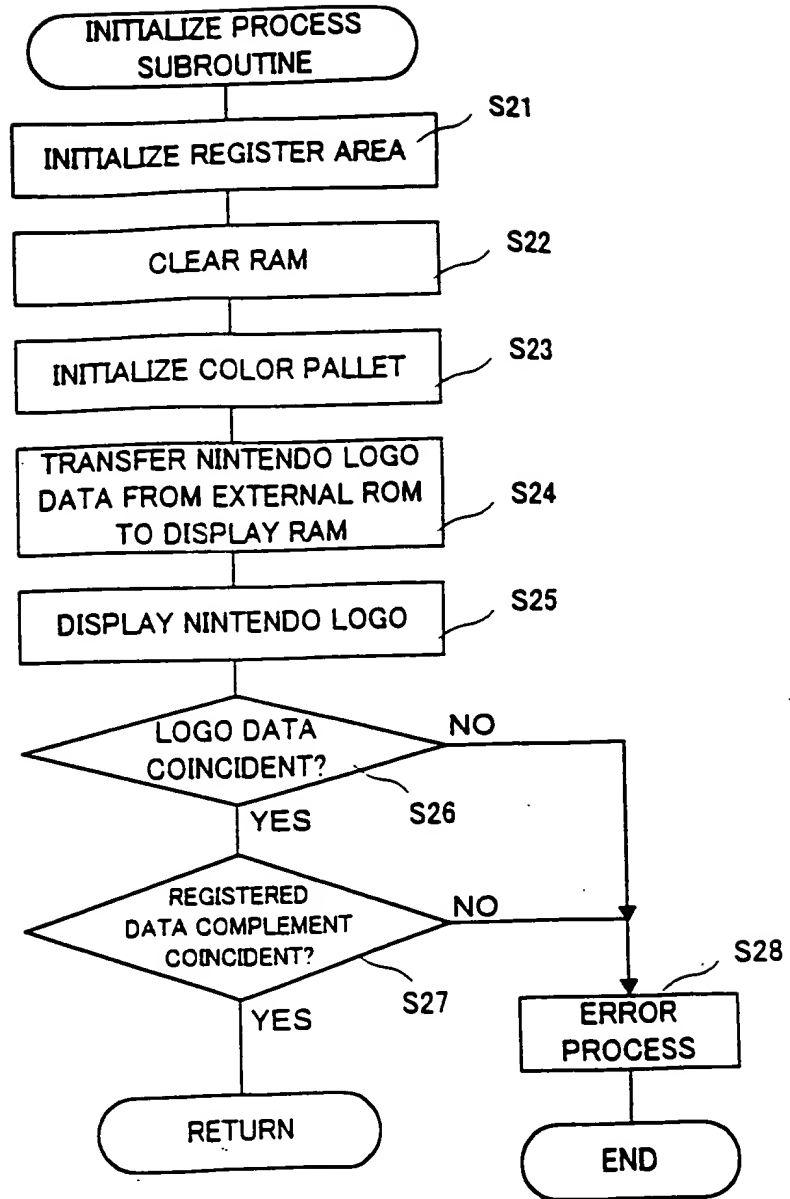 INITIALIZE PROCESS
SUBROUTINE
S21
INITIALIZE REGISTER AREA
S22
CLEAR RAM
S23
INITIALIZE COLOR PALLET
TRANSFER NINTENDO LOGO
DATA FROM EXTERNAL ROM
TO DISPLAY RAM
S24
S25
DISPLAY NINTENDO LOGO
LOGO DATA
COINCIDENT?
NO
S26
YES
REGISTERED
DATA COMPLEMENT
COINCIDENT?
NO
S27
YES
S28
ERROR
PROCESS
RETURN
END